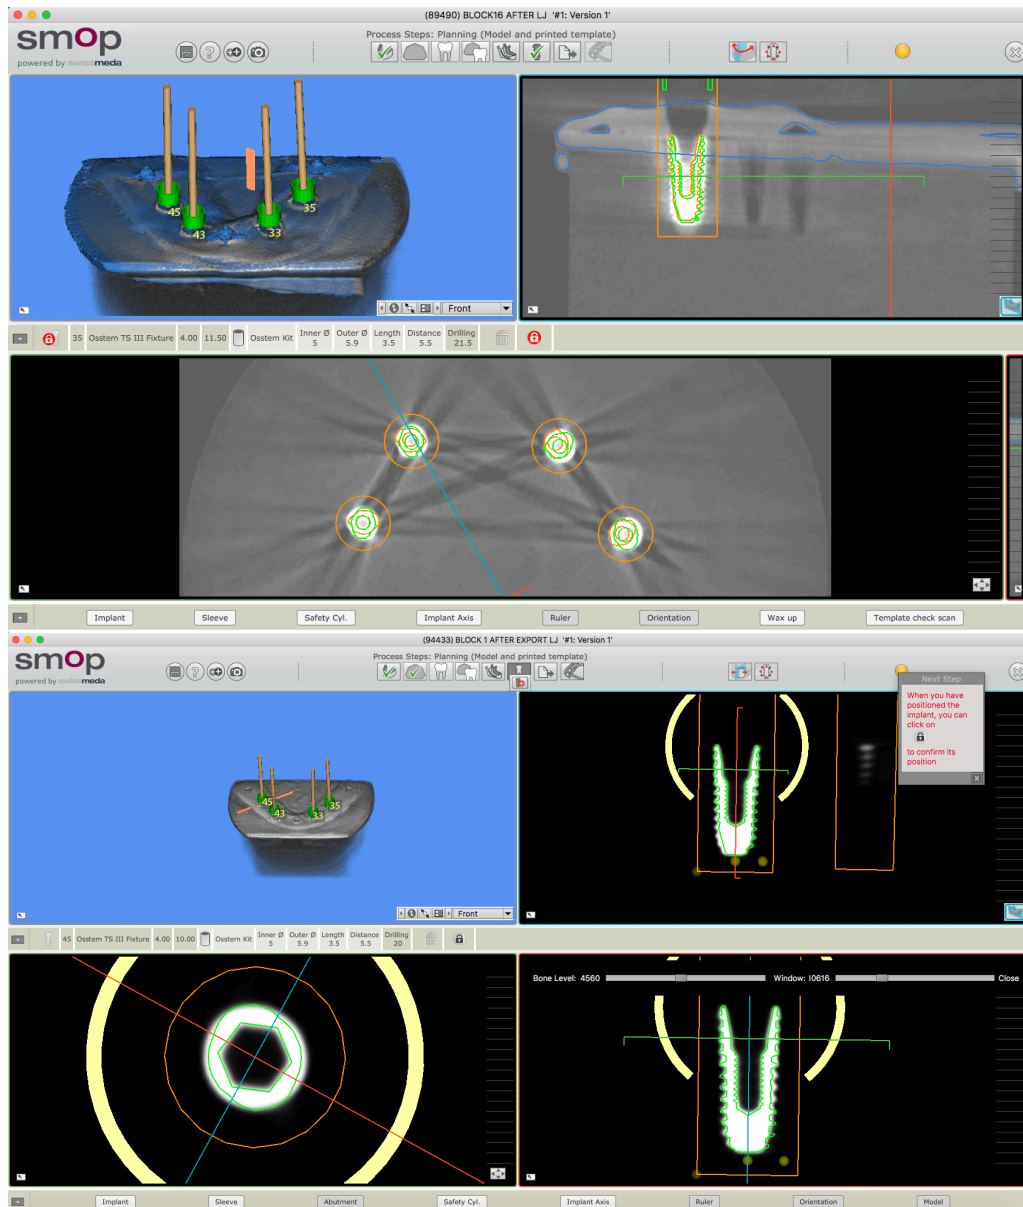 (89490) BLOCK16 AFTER LJ '#1: Version 1'
smop
powered by swissmeda
Process Steps: Planning (Model and printed template)
45
43
33
35
Front
35 Osstem TS III Fixture 4.00 11.50 Osstem Kit Inner Ø Outer Ø Length Distance Drilling
5 5.9 3.5 5.5 21.5
Implant Sleeve Safety Cyl. Implant Axis Ruler Orientation Wax up Template check scan
(94433) BLOCK 1 AFTER EXPORT LJ '#1: Version 1'
smop
powered by swissmeda
Process Steps: Planning (Model and printed template)
Next Step
When you have
positioned the
implant, you can
click on
to confirm its
position
45
43
33
35
Front
45 Osstem TS III Fixture 4.00 10.00 Osstem Kit Inner Ø Outer Ø Length Distance Drilling
5 5.9 3.5 5.5 20
Bone Level: 4560 Window: I0616 Close
Implant Sleeve Abutment Safety Cyl. Implant Axis Ruler Orientation Model